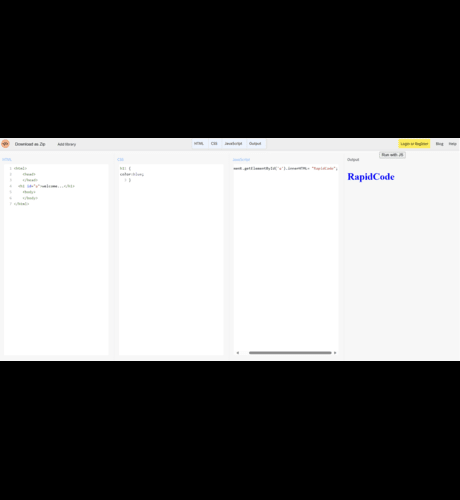 Download as Zip
Add library
HTML CSS JavaScript Output
Login or Register Blog Help
HTML
CSS
JavaScript
Output
Run with JS
1 <html>
2 <head>
3 </head>
4 <h1 id="s">welcome...</h1>
5 <body>
6 </body>
7 </html>
h1 {
color:blue;
}
ment.getElementById('s').innerHTML= "RapidCode";
RapidCode